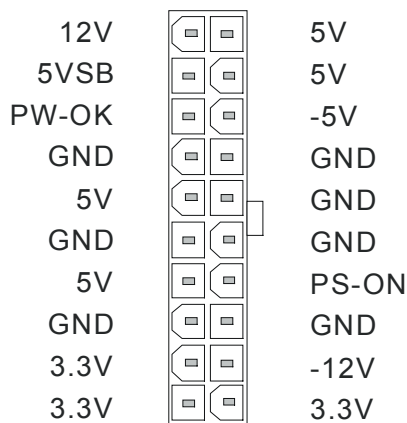 12V 5V
5VSB 5V
PW-OK -5V
GND GND
5V GND
GND GND
5V PS-ON
GND GND
3.3V -12V
3.3V 3.3V